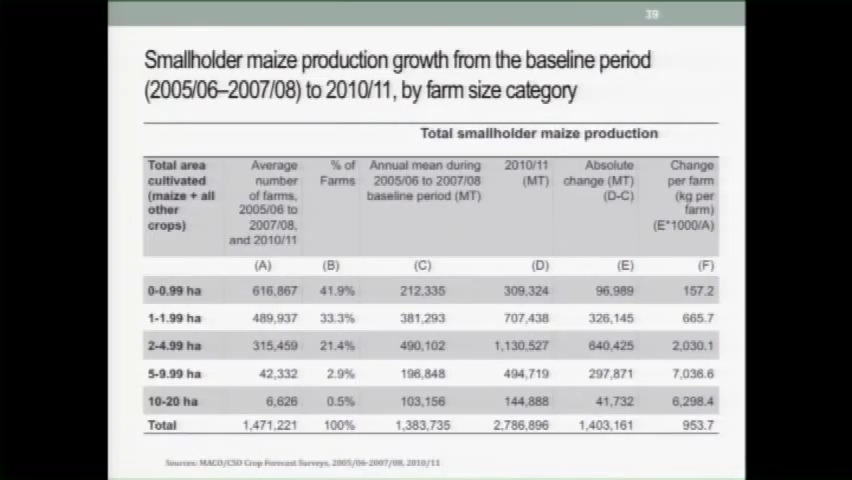 39
Smallholder maize production growth from the baseline period
(2005/06–2007/08) to 2010/11, by farm size category
Total smallholder maize production
Total area cultivated (maize + all other crops) Average number of farms, 2005/06 to 2007/08, and 2010/11 % of Farms Annual mean during 2005/06 to 2007/08 baseline period (MT) 2010/11 (MT) Absolute change (MT) (D-C) Change per farm (kg per farm) (E*1000/A)
(A) (B) (C) (D) (E) (F)
0-0.99 ha 616,867 41.9% 212,335 309,324 96,989 157.2
1-1.99 ha 489,937 33.3% 381,293 707,438 326,145 665.7
2-4.99 ha 315,459 21.4% 490,102 1,130,527 640,425 2,030.1
5-9.99 ha 42,332 2.9% 196,848 494,719 297,871 7,036.6
10-20 ha 6,626 0.5% 103,156 144,888 41,732 6,298.4
Total 1,471,221 100% 1,383,735 2,786,896 1,403,161 953.7
Sources: MACO/CSO Crop Forecast Surveys, 2005/06-2007/08, 2010/11